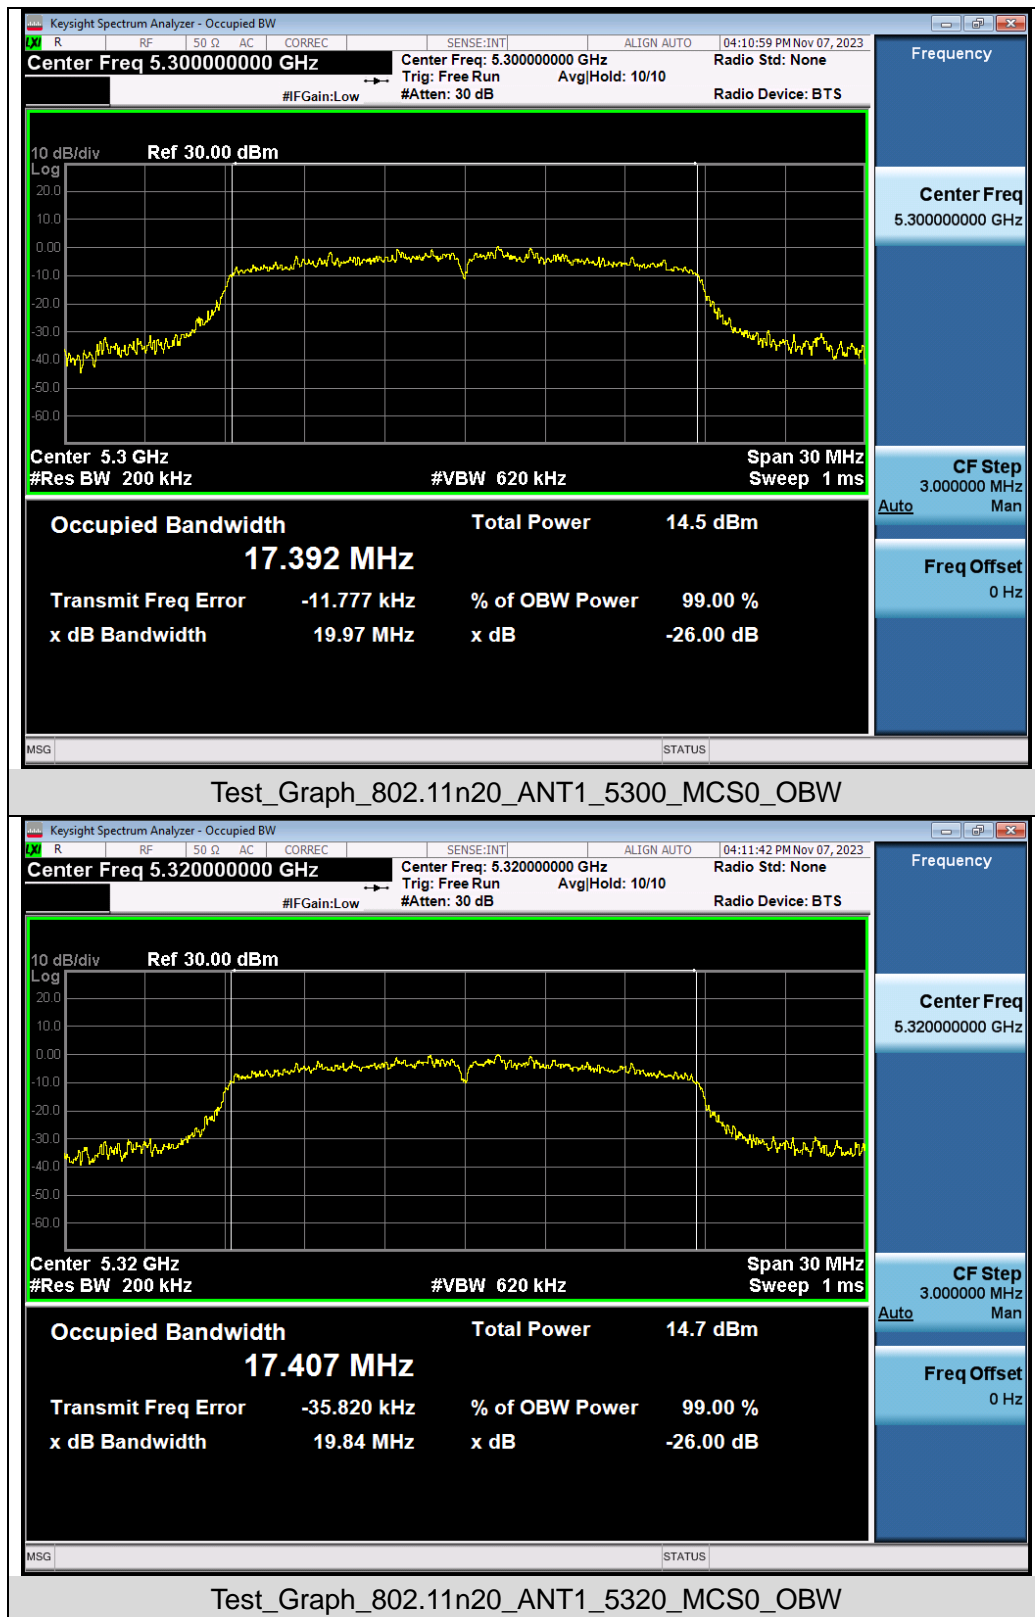 Keysight Spectrum Analyzer - Occupied BW
LXI R RF 50 Ω AC CORREC SENSE:INT ALIGN AUTO 04:10:59 PM Nov 07, 2023
Center Freq 5.300000000 GHz
Center Freq: 5.300000000 GHz
Radio Std: None
Trig: Free Run Avg|Hold: 10/10
#IFGain:Low
#Atten: 30 dB
Radio Device: BTS
10 dB/div Ref 30.00 dBm
Log
20.0
10.0
0.00
-10.0
-20.0
-30.0
-40.0
-50.0
-60.0
Center 5.3 GHz
Span 30 MHz
#Res BW 200 kHz
#VBW 620 kHz
Sweep 1 ms
Occupied Bandwidth
Total Power 14.5 dBm
17.392 MHz
Transmit Freq Error -11.777 kHz
% of OBW Power 99.00 %
x dB Bandwidth 19.97 MHz
x dB -26.00 dB
MSG
STATUS
Frequency
Center Freq
5.300000000 GHz
CF Step
3.000000 MHz
Auto Man
Freq Offset
0 Hz
Test_Graph_802.11n20_ANT1_5300_MCS0_OBW
Keysight Spectrum Analyzer - Occupied BW
LXI R RF 50 Ω AC CORREC SENSE:INT ALIGN AUTO 04:11:42 PM Nov 07, 2023
Center Freq 5.320000000 GHz
Center Freq: 5.320000000 GHz
Radio Std: None
Trig: Free Run Avg|Hold: 10/10
#IFGain:Low
#Atten: 30 dB
Radio Device: BTS
10 dB/div Ref 30.00 dBm
Log
20.0
10.0
0.00
-10.0
-20.0
-30.0
-40.0
-50.0
-60.0
Center 5.32 GHz
Span 30 MHz
#Res BW 200 kHz
#VBW 620 kHz
Sweep 1 ms
Occupied Bandwidth
Total Power 14.7 dBm
17.407 MHz
Transmit Freq Error -35.820 kHz
% of OBW Power 99.00 %
x dB Bandwidth 19.84 MHz
x dB -26.00 dB
MSG
STATUS
Frequency
Center Freq
5.320000000 GHz
CF Step
3.000000 MHz
Auto Man
Freq Offset
0 Hz
Test_Graph_802.11n20_ANT1_5320_MCS0_OBW